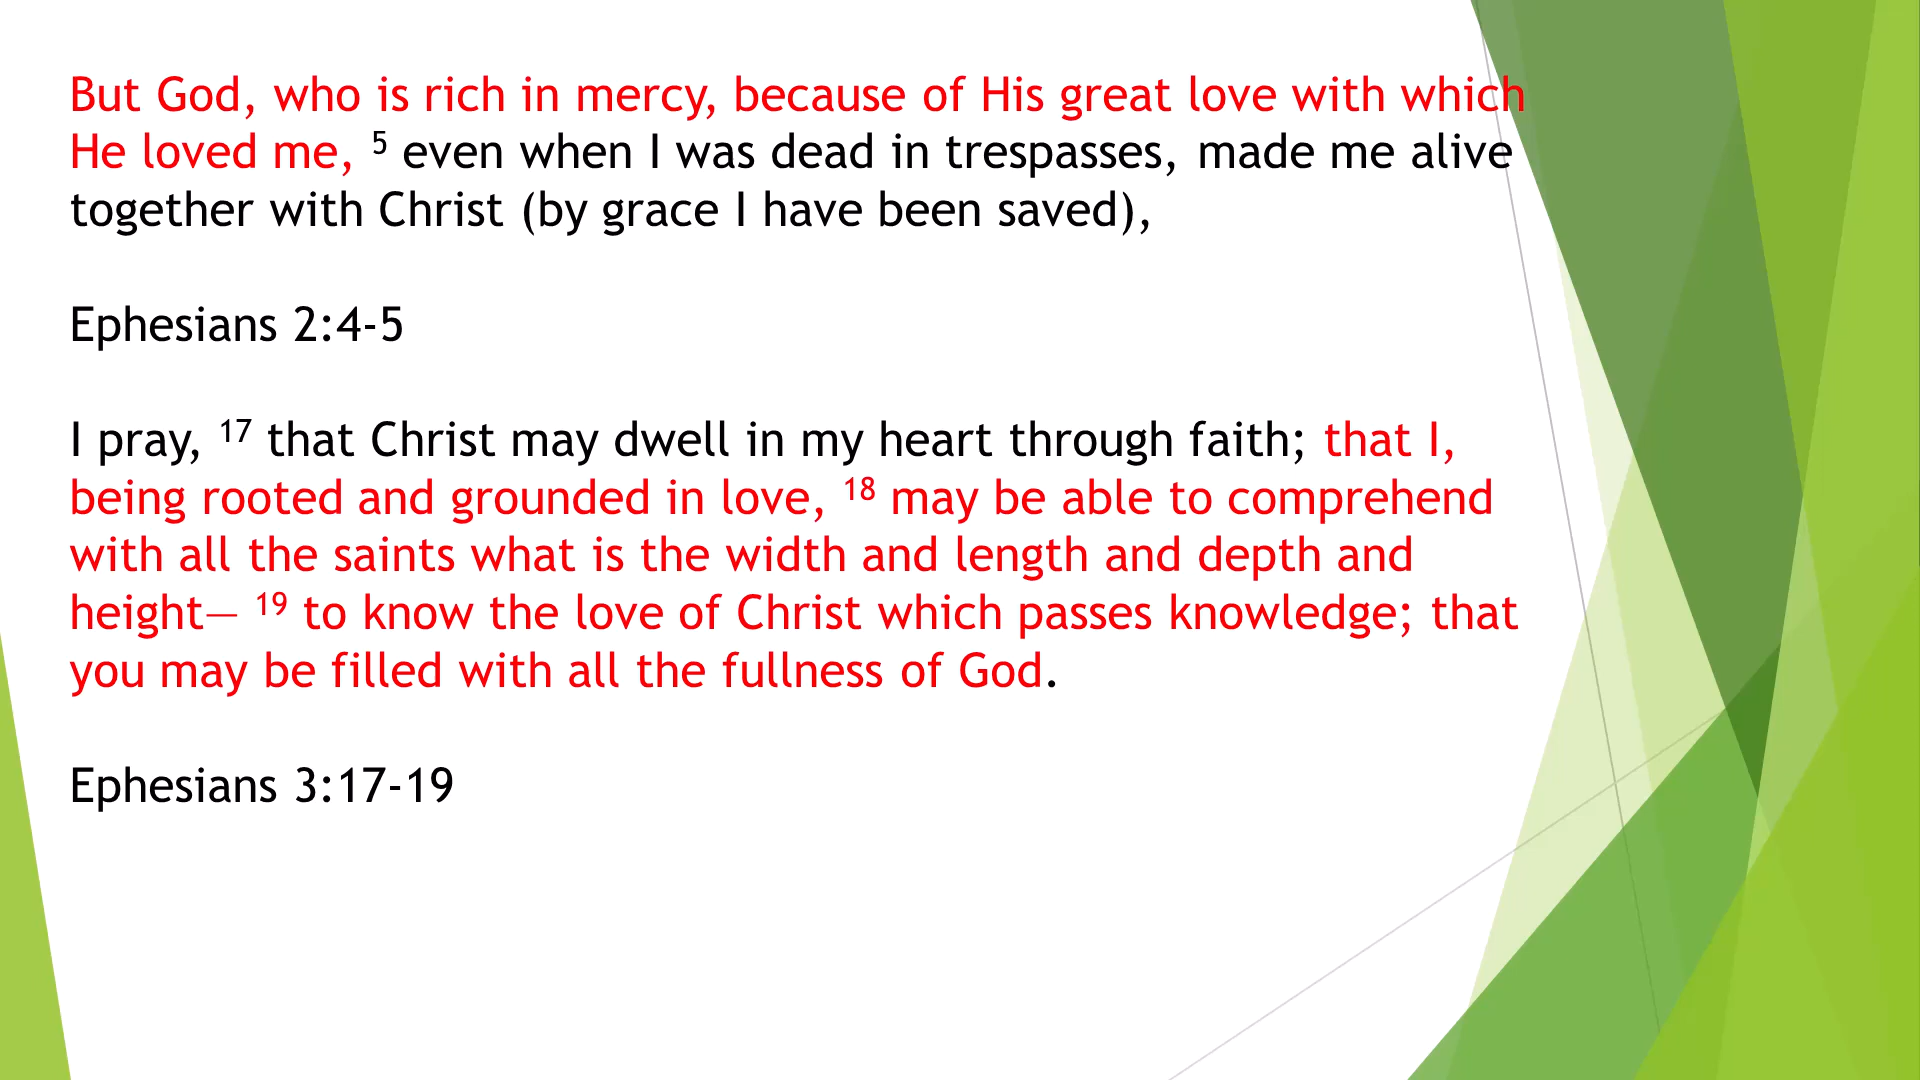 But God, who is rich in mercy, because of His great love with which
He loved me, ⁵ even when I was dead in trespasses, made me alive
together with Christ (by grace I have been saved),
Ephesians 2:4-5
I pray, ¹⁷ that Christ may dwell in my heart through faith; that I,
being rooted and grounded in love, ¹⁸ may be able to comprehend
with all the saints what is the width and length and depth and
height— ¹⁹ to know the love of Christ which passes knowledge; that
you may be filled with all the fullness of God.
Ephesians 3:17-19